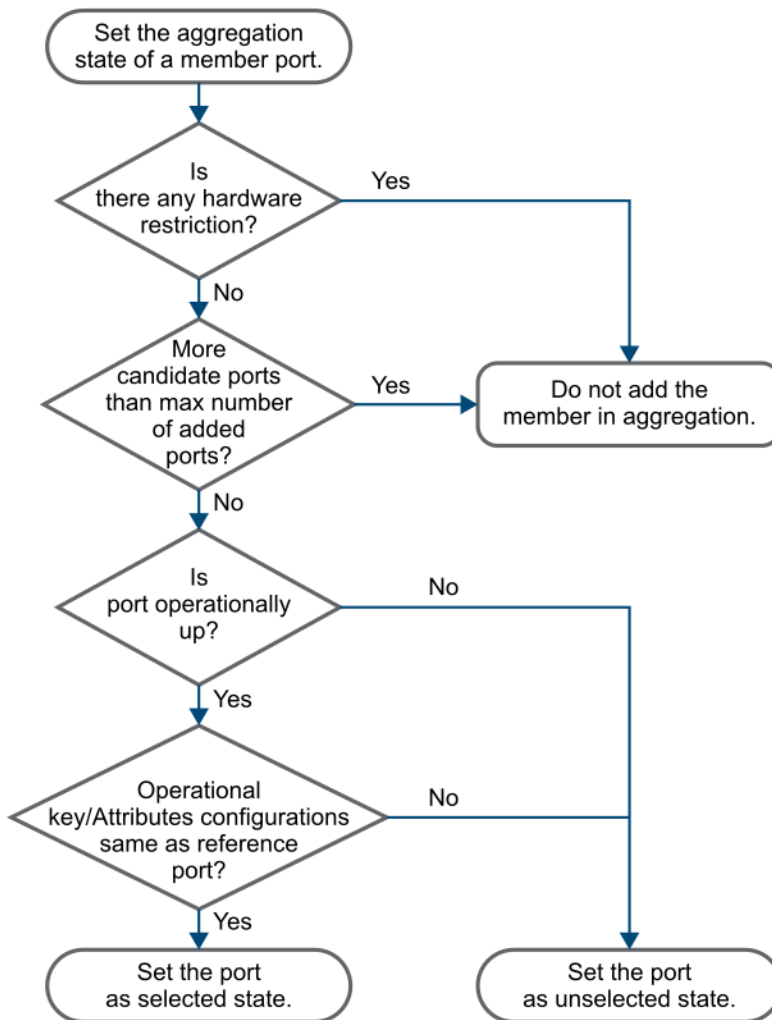 Set the aggregation
state of a member port.
Is
there any hardware
restriction?
Yes
No
More
candidate ports
than max number
of added
ports?
Yes
Do not add the
member in aggregation.
No
Is
port operationally
up?
No
Yes
Operational
key/Attributes configurations
same as reference
port?
No
Yes
Set the port
as selected state.
Set the port
as unselected state.